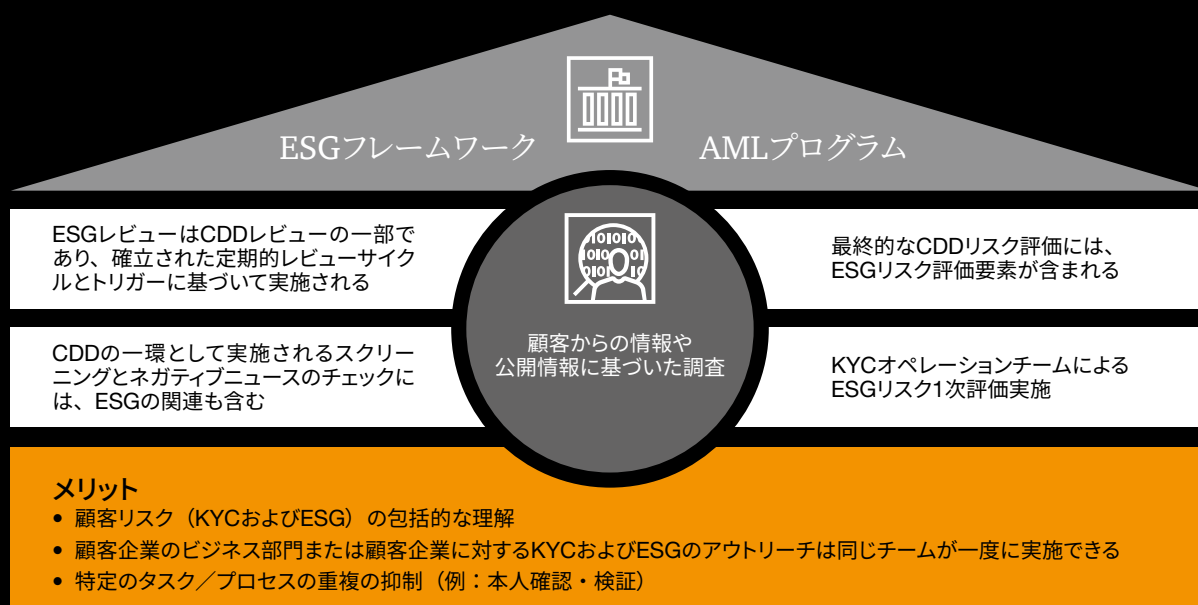 ESGフレームワーク
AMLプログラム
ESGレビューはCDDレビューの一部で
あり、確立された定期的レビューサイク
ルとトリガーに基づいて実施される
最終的なCDDリスク評価には、
ESGリスク評価要素が含まれる
顧客からの情報や
公開情報に基づいた調査
CDDの一環として実施されるスクリー
ニングとネガティブニュースのチェックに
は、ESGの関連も含む
KYCオペレーションチームによる
ESGリスク1次評価実施
メリット
• 顧客リスク（KYCおよびESG）の包括的な理解
• 顧客企業のビジネス部門または顧客企業に対するKYCおよびESGのアウトリーチは同じチームが一度に実施できる
• 特定のタスク／プロセスの重複の抑制（例：本人確認・検証）